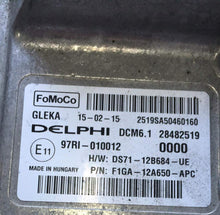 FoMoCo
GLEKA 15-02-15 2519SA50460160
DELPHI DCM6.1 28482519
E11 97RI-010012 0000
H/W: DS71-12B684-UE
MADE IN HUNGARY P/N: F1GA-12A650-APC